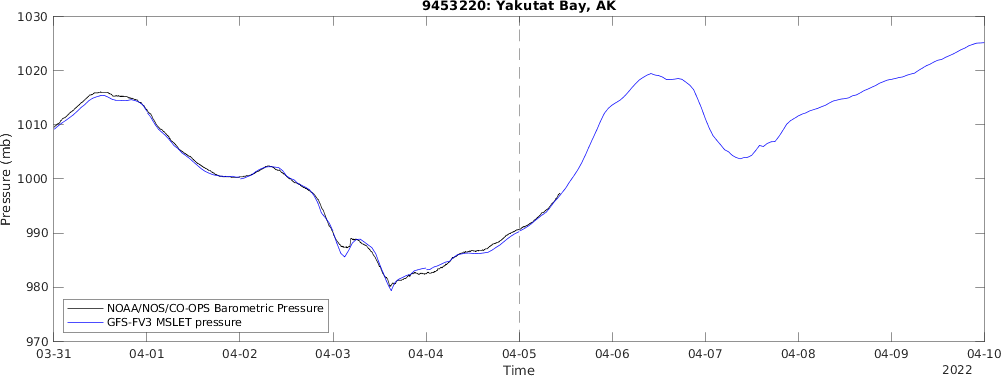 9453220: Yakutat Bay, AK
1030
1020
1010
1000
990
980
970
Pressure (mb)
NOAA/NOS/CO-OPS Barometric Pressure
GFS-FV3 MSLET pressure
03-31 04-01 04-02 04-03 04-04 04-05 04-06 04-07 04-08 04-09 04-10
Time
2022